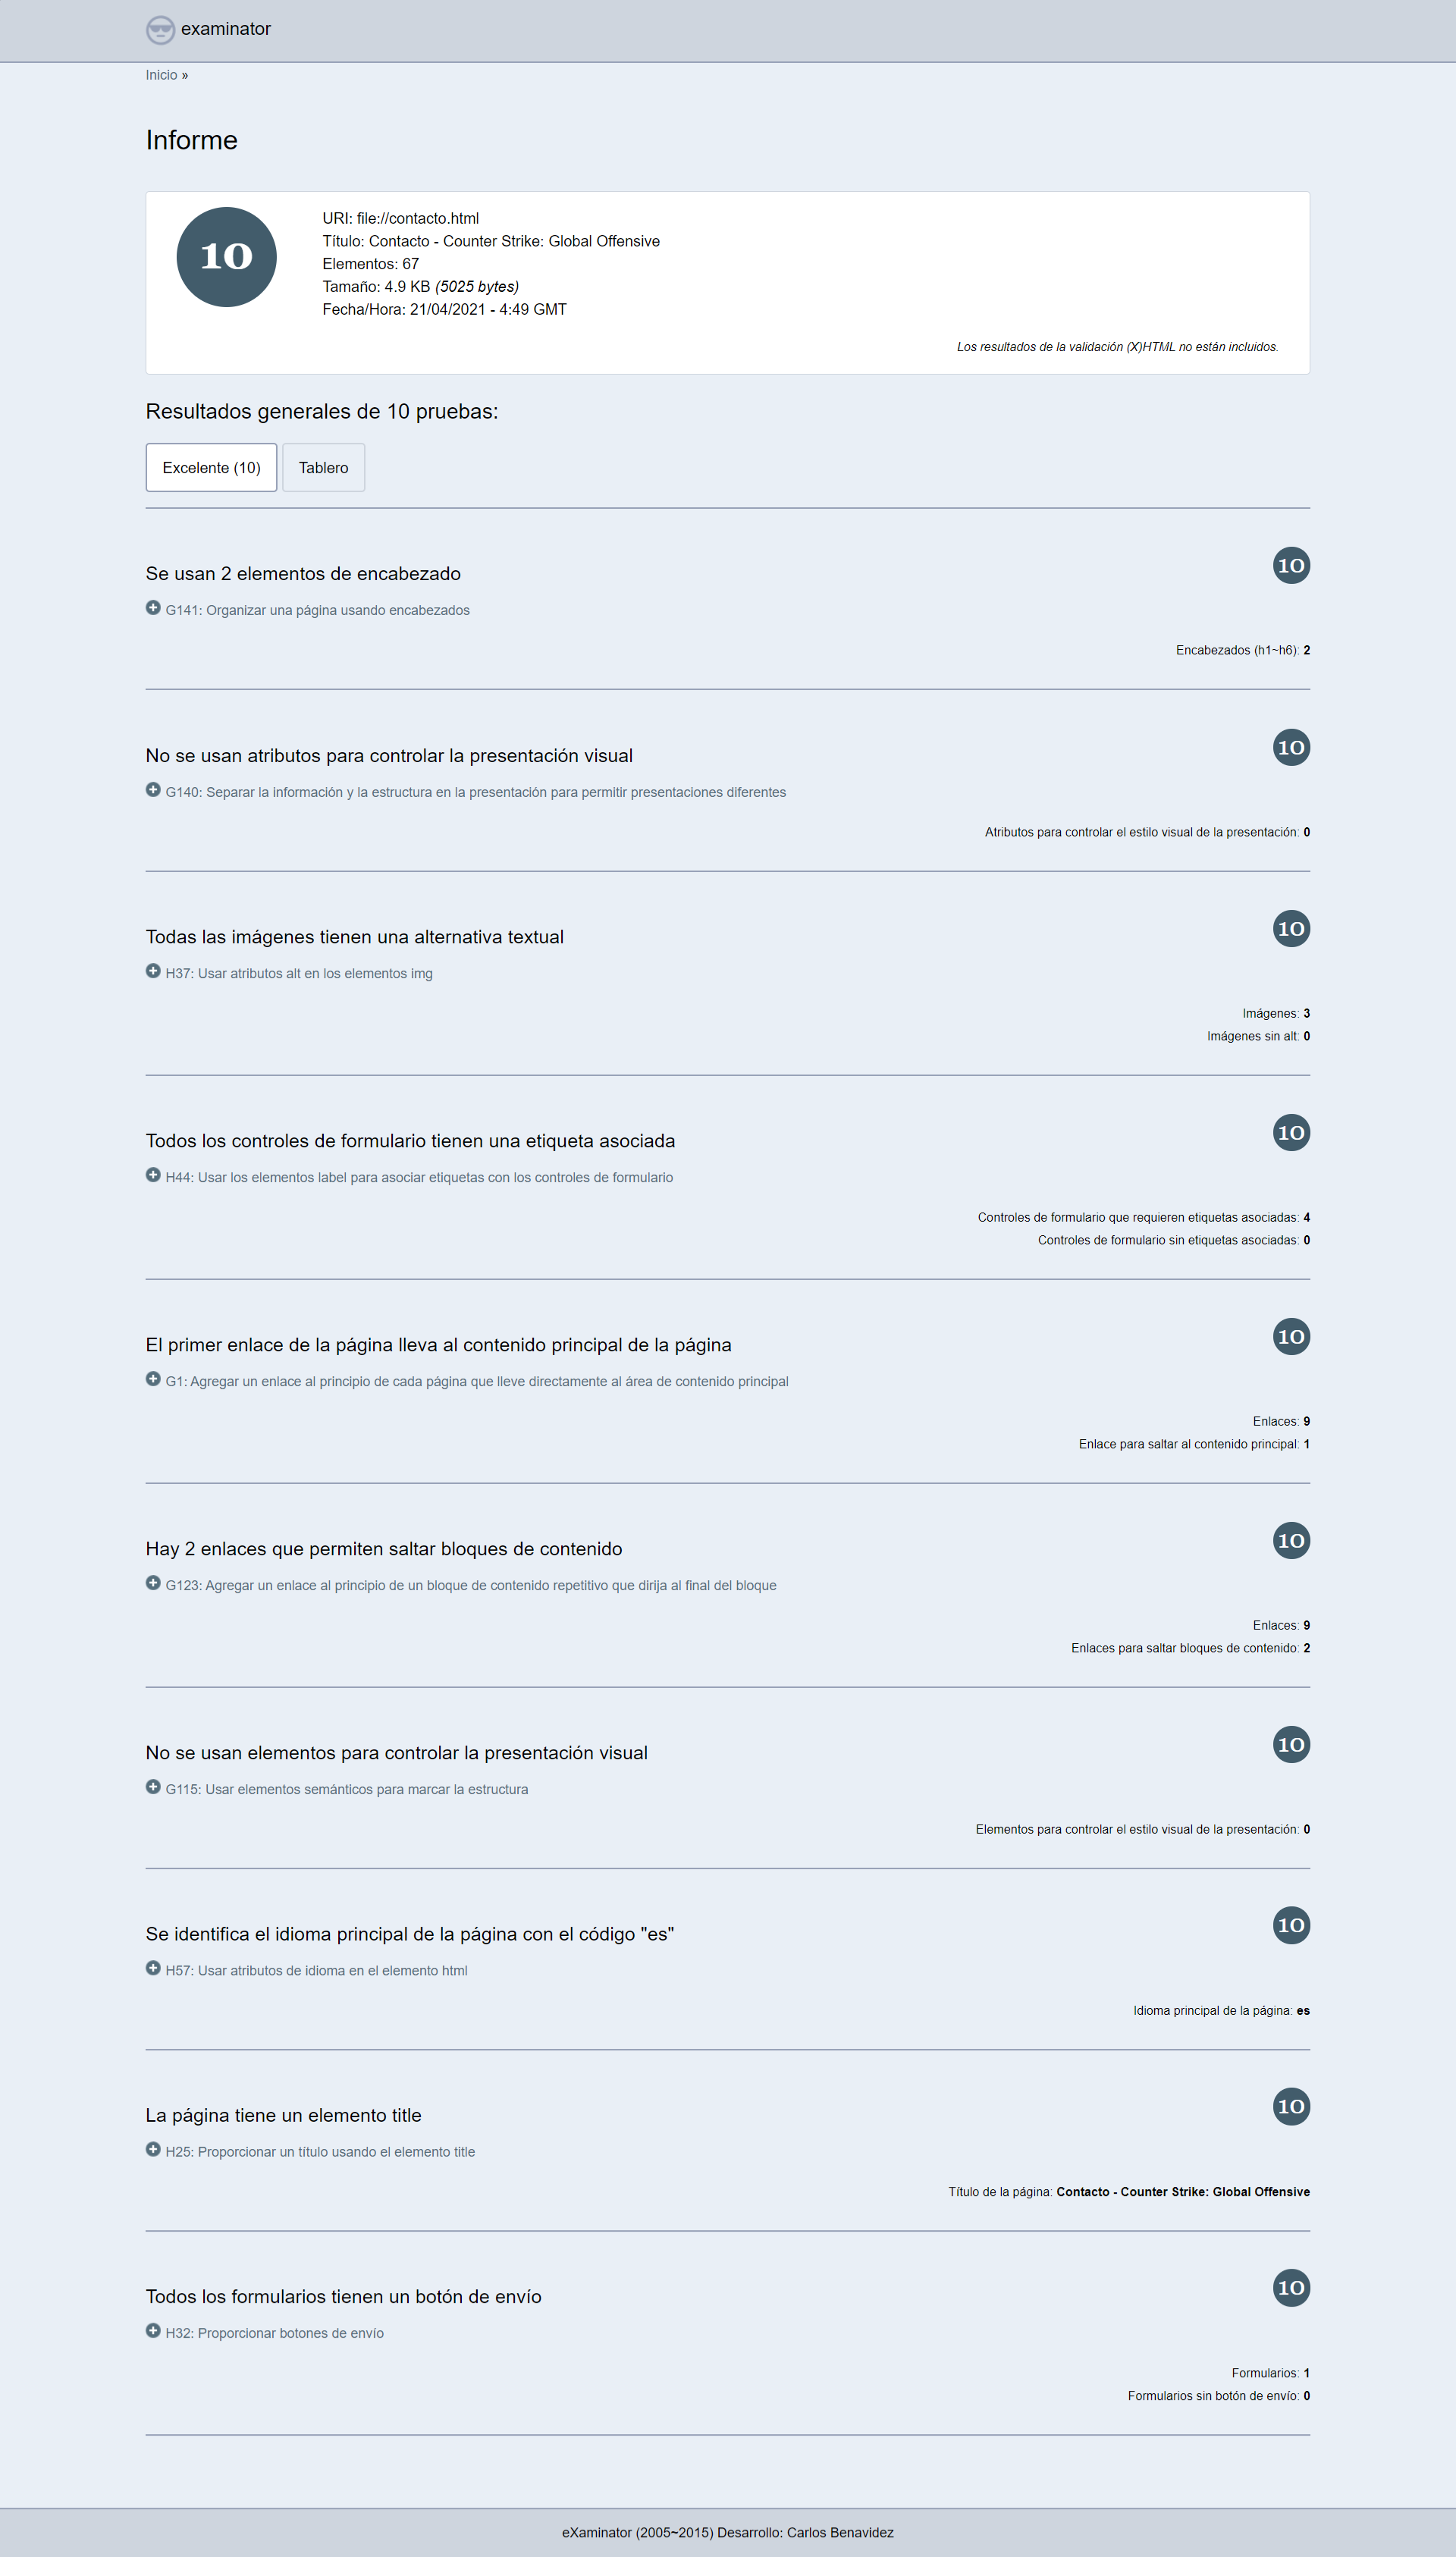 examinator
Inicio »
Informe
10
URI: file://contacto.html
Título: Contacto - Counter Strike: Global Offensive
Elementos: 67
Tamaño: 4.9 KB (5025 bytes)
Fecha/Hora: 21/04/2021 - 4:49 GMT
Los resultados de la validación (X)HTML no están incluidos.
Resultados generales de 10 pruebas:
Excelente (10) Tablero
10
Se usan 2 elementos de encabezado
G141: Organizar una página usando encabezados
Encabezados (h1~h6): 2
10
No se usan atributos para controlar la presentación visual
G140: Separar la información y la estructura en la presentación para permitir presentaciones diferentes
Atributos para controlar el estilo visual de la presentación: 0
10
Todas las imágenes tienen una alternativa textual
H37: Usar atributos alt en los elementos img
Imágenes: 3
Imágenes sin alt: 0
10
Todos los controles de formulario tienen una etiqueta asociada
H44: Usar los elementos label para asociar etiquetas con los controles de formulario
Controles de formulario que requieren etiquetas asociadas: 4
Controles de formulario sin etiquetas asociadas: 0
10
El primer enlace de la página lleva al contenido principal de la página
G1: Agregar un enlace al principio de cada página que lleve directamente al área de contenido principal
Enlaces: 9
Enlace para saltar al contenido principal: 1
10
Hay 2 enlaces que permiten saltar bloques de contenido
G123: Agregar un enlace al principio de un bloque de contenido repetitivo que dirija al final del bloque
Enlaces: 9
Enlaces para saltar bloques de contenido: 2
10
No se usan elementos para controlar la presentación visual
G115: Usar elementos semánticos para marcar la estructura
Elementos para controlar el estilo visual de la presentación: 0
10
Se identifica el idioma principal de la página con el código "es"
H57: Usar atributos de idioma en el elemento html
Idioma principal de la página: es
10
La página tiene un elemento title
H25: Proporcionar un título usando el elemento title
Título de la página: Contacto - Counter Strike: Global Offensive
10
Todos los formularios tienen un botón de envío
H32: Proporcionar botones de envío
Formularios: 1
Formularios sin botón de envío: 0
eXaminator (2005~2015) Desarrollo: Carlos Benavidez